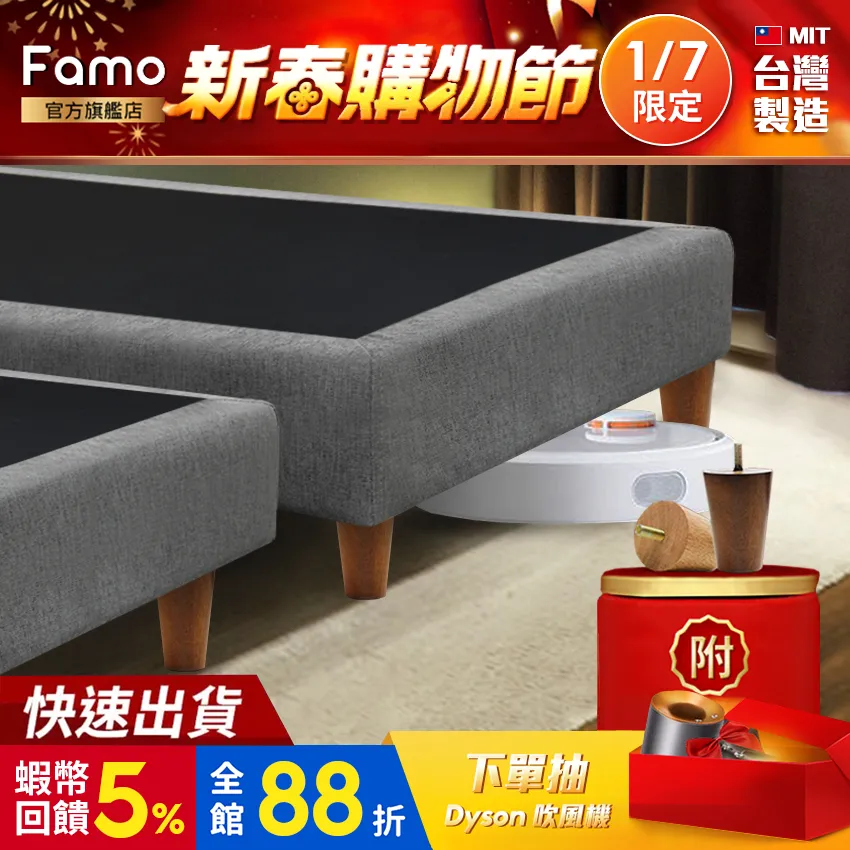 Famo
官方旗艦店
新春購物節
1/7
限定
MIT
台灣
製造
附
快速出貨
蝦幣
回饋
5%
全
館
88折
下單抽
Dyson 吹風機